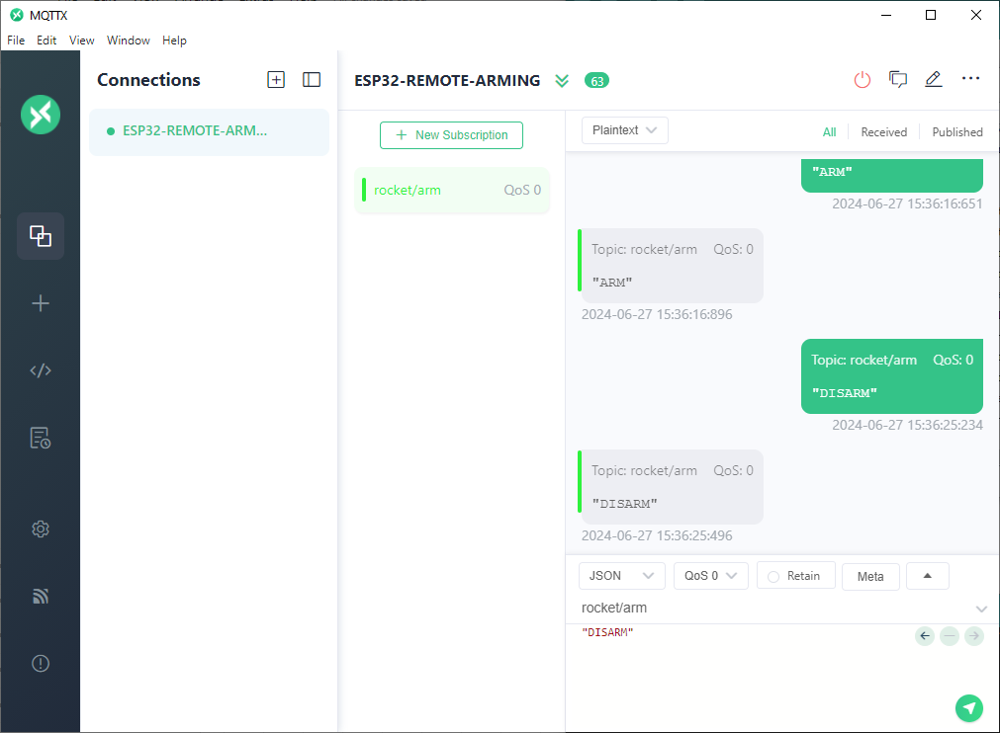 MQTTX
File Edit View Window Help
Connections
ESP32-REMOTE-ARM...
ESP32-REMOTE-ARMING 63
+ New Subscription
rocket/arm QoS 0
Plaintext
All Received Published
"ARM"
2024-06-27 15:36:16:651
Topic: rocket/arm QoS: 0
"ARM"
2024-06-27 15:36:16:896
Topic: rocket/arm QoS: 0
"DISARM"
2024-06-27 15:36:25:234
Topic: rocket/arm QoS: 0
"DISARM"
2024-06-27 15:36:25:496
JSON QoS 0 Retain Meta
rocket/arm
"DISARM"